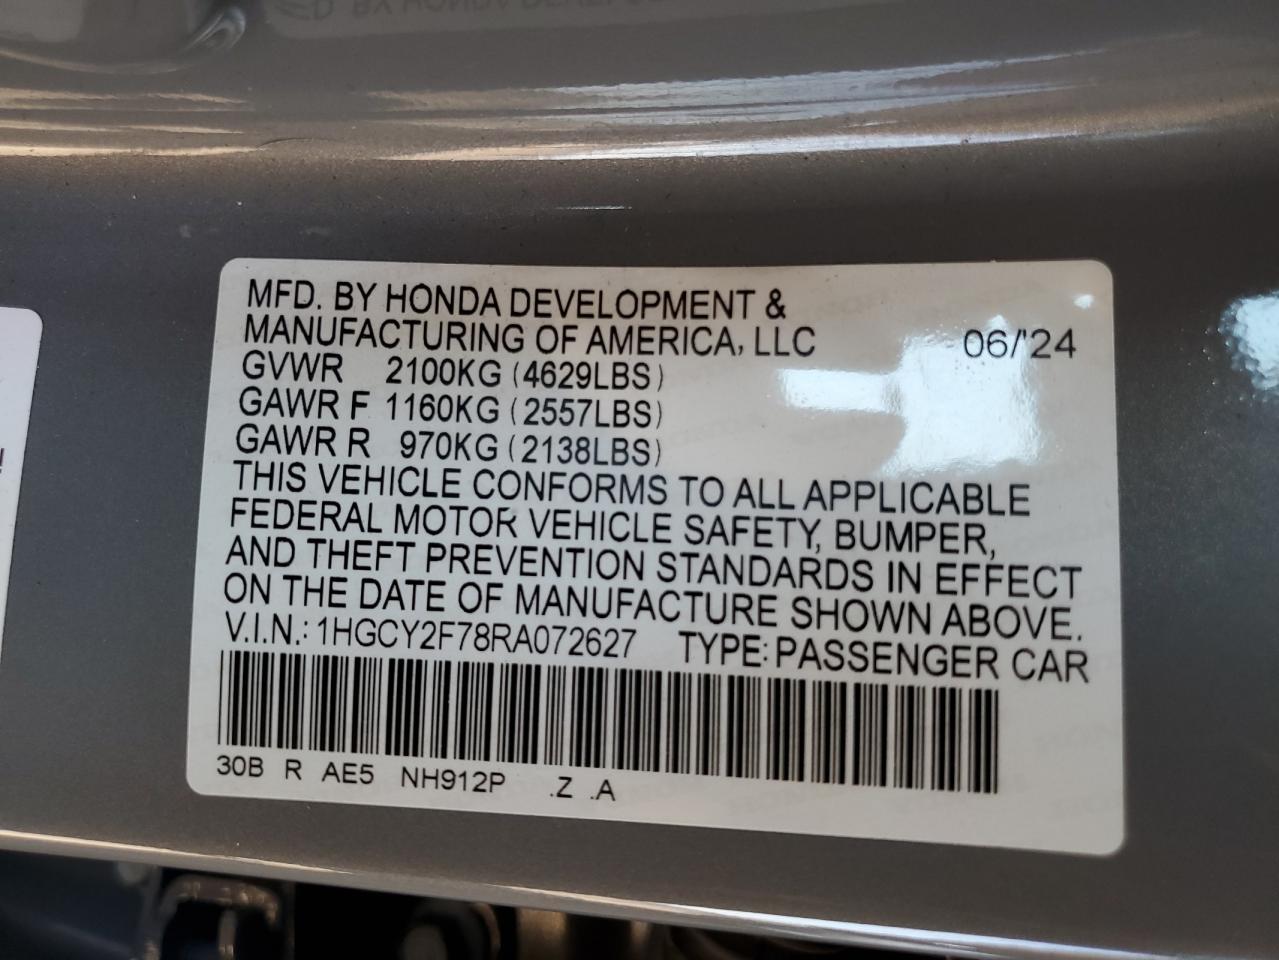 MFD. BY HONDA DEVELOPMENT &
MANUFACTURING OF AMERICA, LLC 06/'24
GVWR 2100KG (4629LBS)
GAWR F 1160KG (2557LBS)
GAWR R 970KG (2138LBS)
THIS VEHICLE CONFORMS TO ALL APPLICABLE
FEDERAL MOTOR VEHICLE SAFETY, BUMPER,
AND THEFT PREVENTION STANDARDS IN EFFECT
ON THE DATE OF MANUFACTURE SHOWN ABOVE.
V.I.N.: 1HGCY2F78RA072627 TYPE: PASSENGER CAR
30B R AE5 NH912P .Z .A